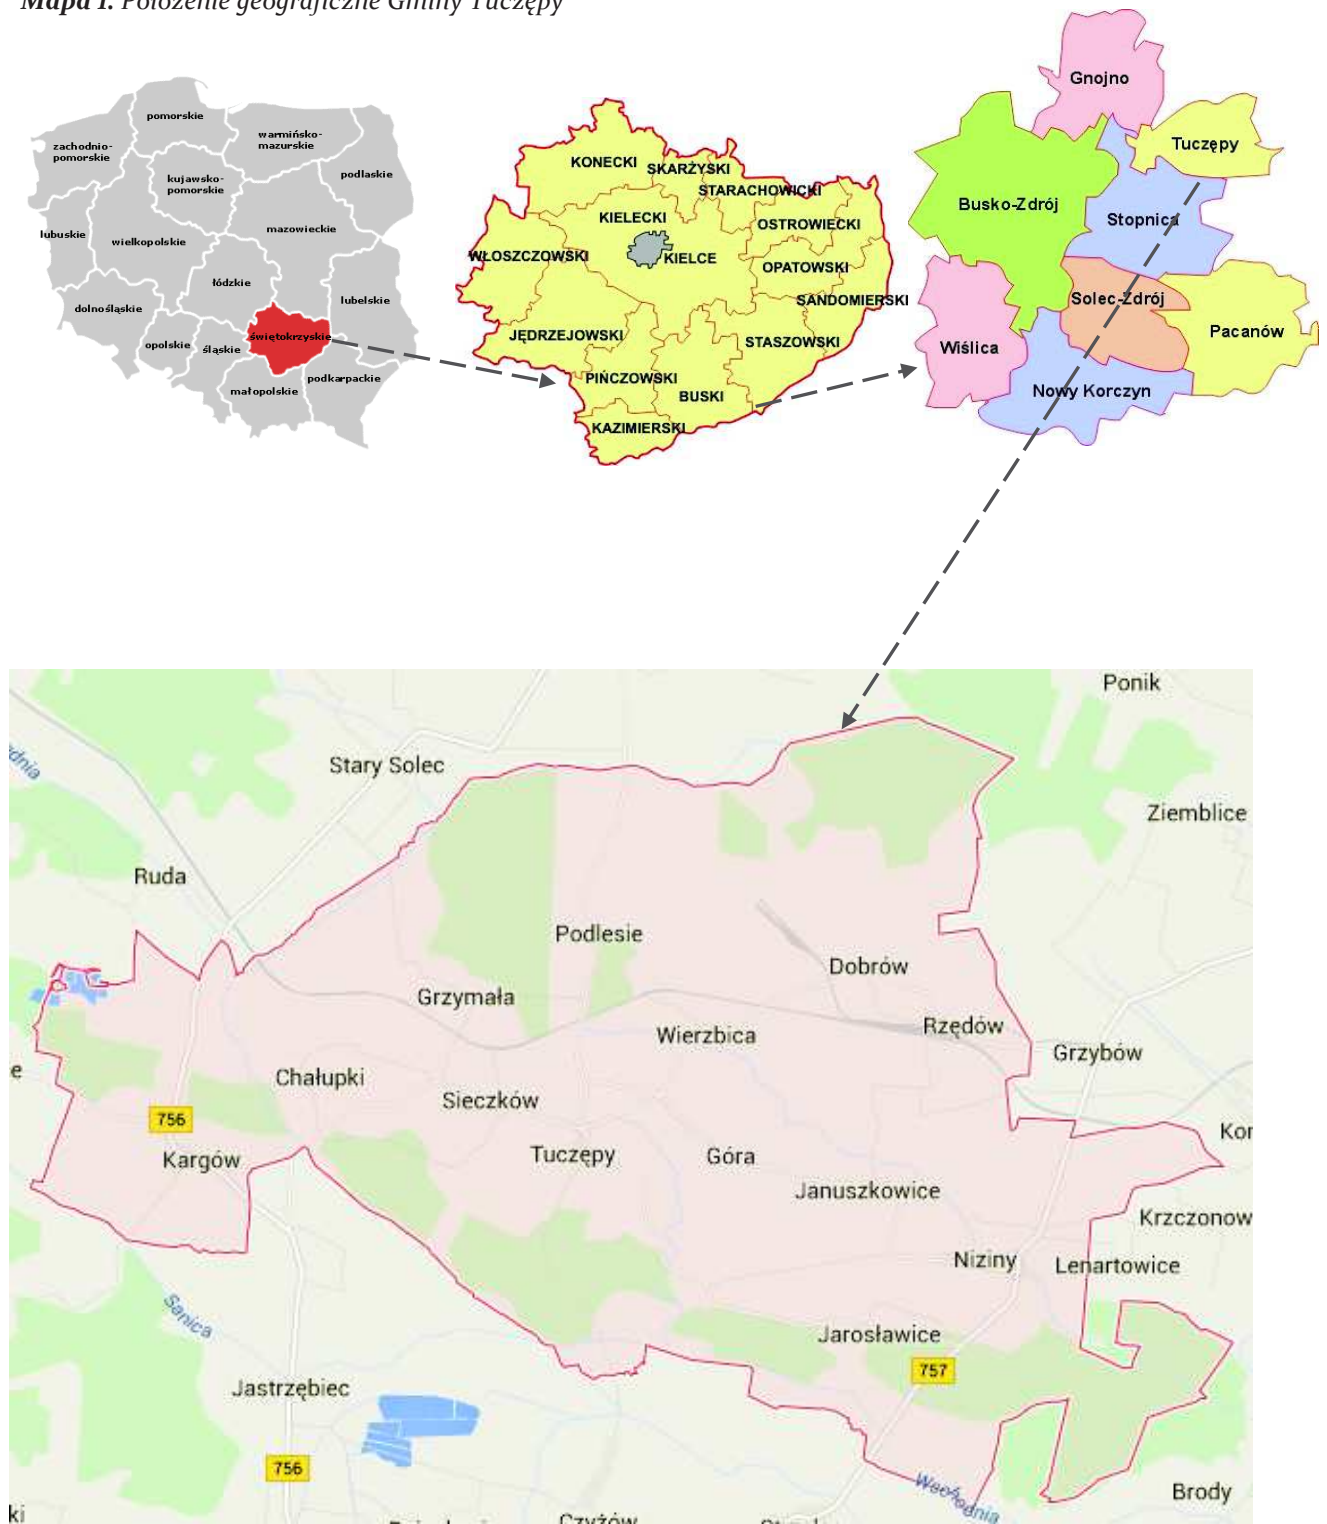 Mapa 1. Położenie geograficzne Gminy Tuczępy
pomorskie
zachodnio-
pomorskie
warmińsko-
mazurskie
podlaskie
kujawsko-
pomorskie
lubuskie
wielkopolskie
mazowieckie
łódzkie
lubelskie
dolnośląskie
opolskie
śląskie
świętokrzyskie
małopolskie
podkarpackie
KONECKI
SKARŻYSKI
STARACHOWICKI
KIELECKI
OSTROWIECKI
WŁOSZCZOWSKI
KIELCE
OPATOWSKI
SANDOMIERSKI
JĘDRZEJOWSKI
STASZOWSKI
PIŃCZOWSKI
BUSKI
KAZIMIERSKI
Gnojno
Tuczępy
Busko-Zdrój
Stopnica
Solec-Zdrój
Pacanów
Wiślica
Nowy Korczyn
Ponik
Stary Solec
Ziemblice
Ruda
Podlesie
Dobrów
Grzymała
Rzędów
Wierzbica
Grzybów
Chałupki
Sieczków
756
Kargów
Tuczępy
Góra
Januszkowice
Krzczonow
Niziny
Lenartowice
Sanica
Jarosławice
757
Jastrzębiec
756
Wschodnia
Brody
ki
Czyżów